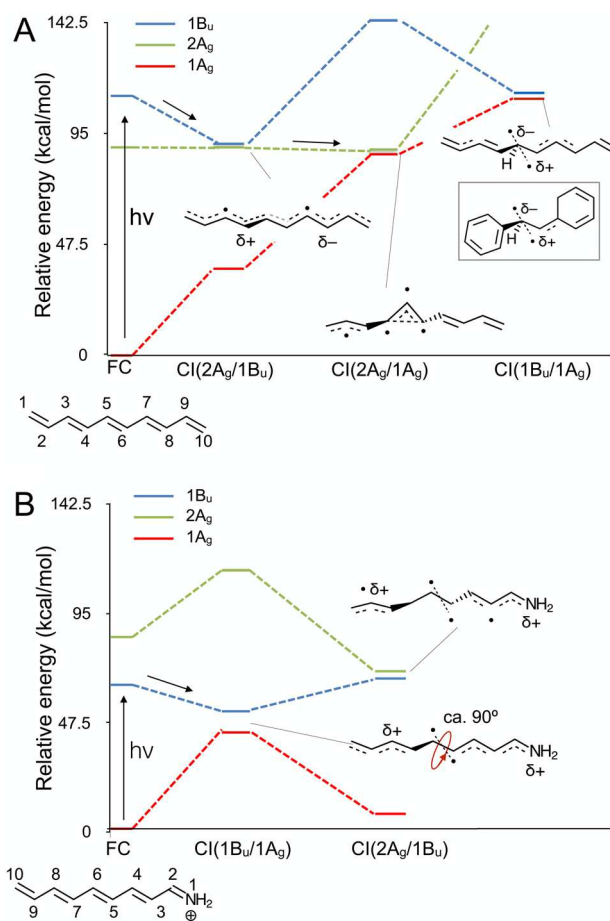 A
142.5
95
47.5
0
Relative energy (kcal/mol)
1Bᵤ
2A₉
1A₉
hν
δ+ δ−
δ−
H δ+
δ−
H δ+
FC CI(2Ag/1Bu) CI(2Ag/1Ag) CI(1Bu/1Ag)
1 3 5 7 9
2 4 6 8 10
B
142.5
95
47.5
0
Relative energy (kcal/mol)
1Bu
2Ag
1Ag
hν
δ+
NH2
δ+
ca. 90º
δ+
NH2
δ+
FC CI(1Bu/1Ag) CI(2Ag/1Bu)
10 8 6 4 2 1
9 7 5 3 NH2
⊕